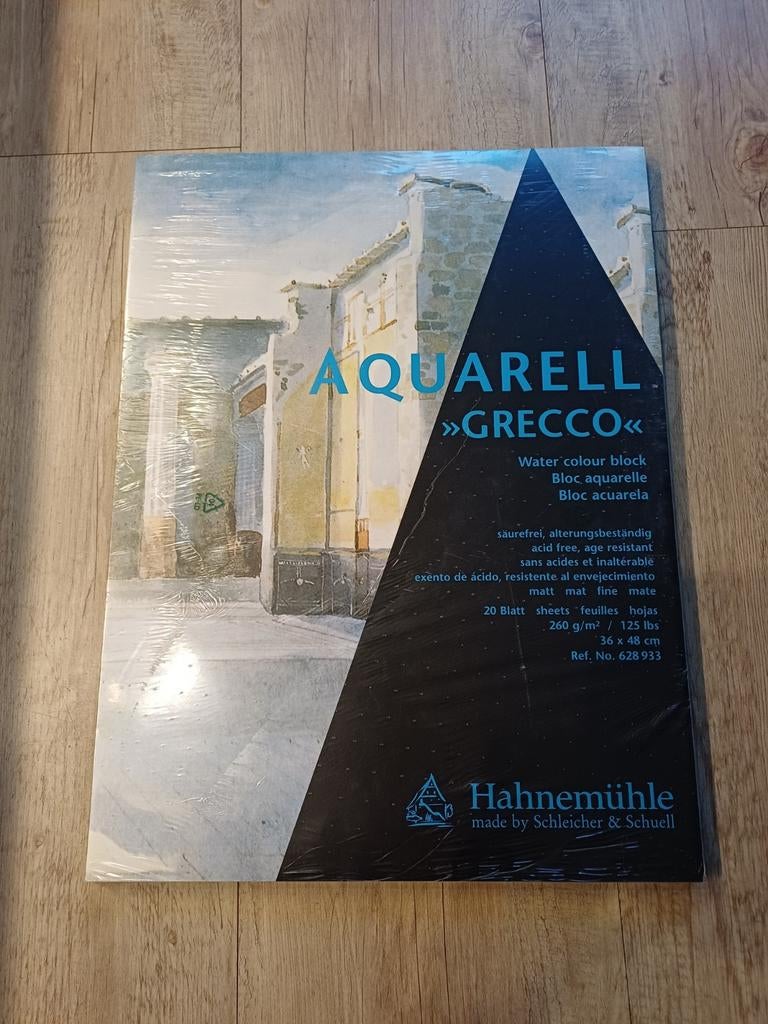 AQUARELL
»GRECCO«
Water colour block
Bloc aquarelle
Bloc acuarela
säurefrei, alterungsbeständig
acid free, age resistant
sans acides et inaltérable
exento de ácido, resistente al envejecimiento
matt mat fine mate
20 Blatt sheets feuilles hojas
260 g/m² / 125 lbs
36 x 48 cm
Ref. No. 628 933
Hahnemühle
made by Schleicher & Schuell